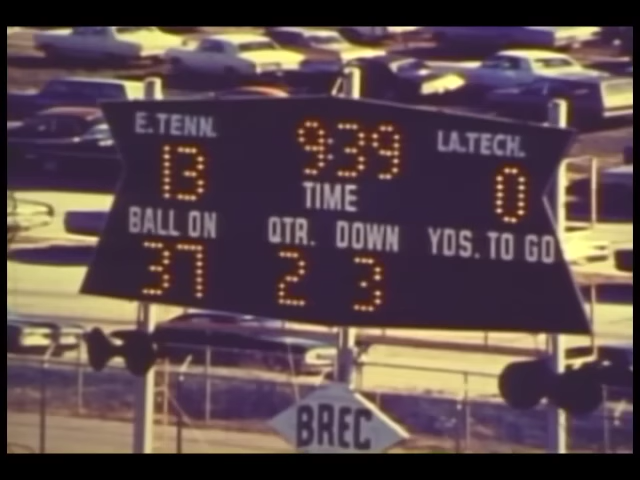 E.TENN. 9:39 LA.TECH.
13 TIME 0
BALL ON QTR. DOWN YDS. TO GO
37 2 3
BREC